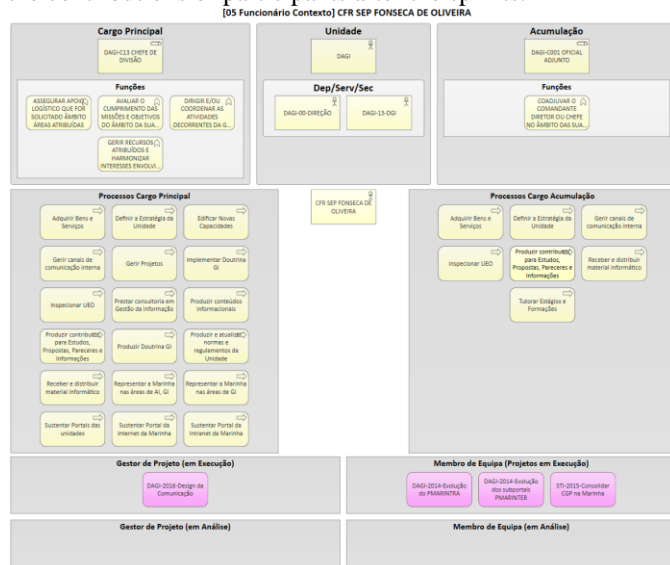 [05 Funcionário Contexto] CFR SEP FONSECA DE OLIVEIRA
Cargo Principal
DAGI-C13 CHEFE DE
DIVISÃO
Funções
ASSEGURAR APOIO
LOGÍSTICO QUE FOR
SOLICITADO ÂMBITO
ÁREAS ATRIBUÍDAS
AVALIAR O
CUMPRIMENTO DAS
MISSÕES E OBJETIVOS
DO ÂMBITO DA SUA...
DIRIGIR E/OU
COORDENAR AS
ATIVIDADES
DECORRENTES DA G...
GERIR RECURSOS
ATRIBUÍDOS E
HARMONIZAR
INTERESSES ENVOLVI...
Unidade
DAGI
Dep/Serv/Sec
DAGI-00-DIREÇÃO
DAGI-13-DGI
Acumulação
DAGI-C001 OFICIAL
ADJUNTO
Funções
COADJUVAR O
COMANDANTE
DIRETOR OU CHEFE
NO ÂMBITO DAS SUA...
Processos Cargo Principal
Adquirir Bens e
Serviços
Definir a Estratégia da
Unidade
Edificar Novas
Capacidades
Gerir canais de
comunicação interna
Gerir Projetos
Implementar Doutrina
GI
Inspecionar UED
Prestar consultoria em
Gestão da Informação
Produzir conteúdos
informacionais
Produzir contributos
para Estudos,
Propostas, Pareceres e
Informações
Produzir Doutrina GI
Produzir e atualizar
normas e
regulamentos da
Unidade
Receber e distribuir
material informático
Representar a Marinha
nas áreas de AI, GI
Representar a Marinha
nas áreas de GI
Sustentar Portais das
unidades
Sustentar Portal da
Internet da Marinha
Sustentar Portal da
Intranet da Marinha
CFR SEP FONSECA DE
OLIVEIRA
Processos Cargo Acumulação
Adquirir Bens e
Serviços
Definir a Estratégia da
Unidade
Gerir canais de
comunicação interna
Inspecionar UED
Produzir contributos
para Estudos,
Propostas, Pareceres e
Informações
Receber e distribuir
material informático
Tutorar Estágios e
Formações
Gestor de Projeto (em Execução)
DAGI-2016-Design da
Comunicação
Membro de Equipa (Projetos em Execução)
DAGI-2014-Evolução
do PMARINTRA
DAGI-2014-Evolução
dos subportais
PMARINTER
STI-2015-Consolidar
CGP na Marinha
Gestor de Projeto (em Análise)
Membro de Equipa (em Análise)